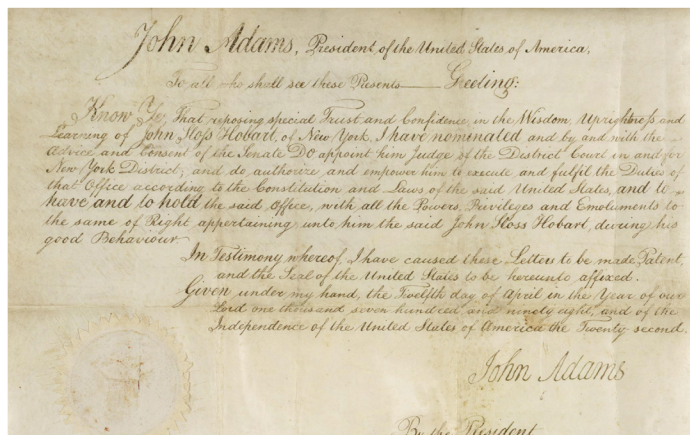 John Adams, President of the United States of America,
To all who shall see these Presents Greeting:
Know Ye, That reposing special Trust and Confidence in the Wisdom, Uprightness and
Learning of John Sloss Hobart, of New York, I have nominated and by and with the
Advice and Consent of the Senate DO appoint him Judge of the District Court in and for
New York District; and do authorize and empower him to execute and fulfil the Duties of
that Office according to the Constitution and Laws of the said United States, and to
have and to hold the said Office, with all the Powers, Privileges and Emoluments to
the same of Right appertaining unto him the said John Sloss Hobart, during his
good Behaviour
In Testimony whereof I have caused these Letters to be made Patent,
and the Seal of the United States to be hereunto affixed.
Given under my hand, the Twelfth day of April in the Year of our
Lord one thousand seven hundred and ninety eight, and of the
Independence of the United States of America the Twenty second.
John Adams
By the President